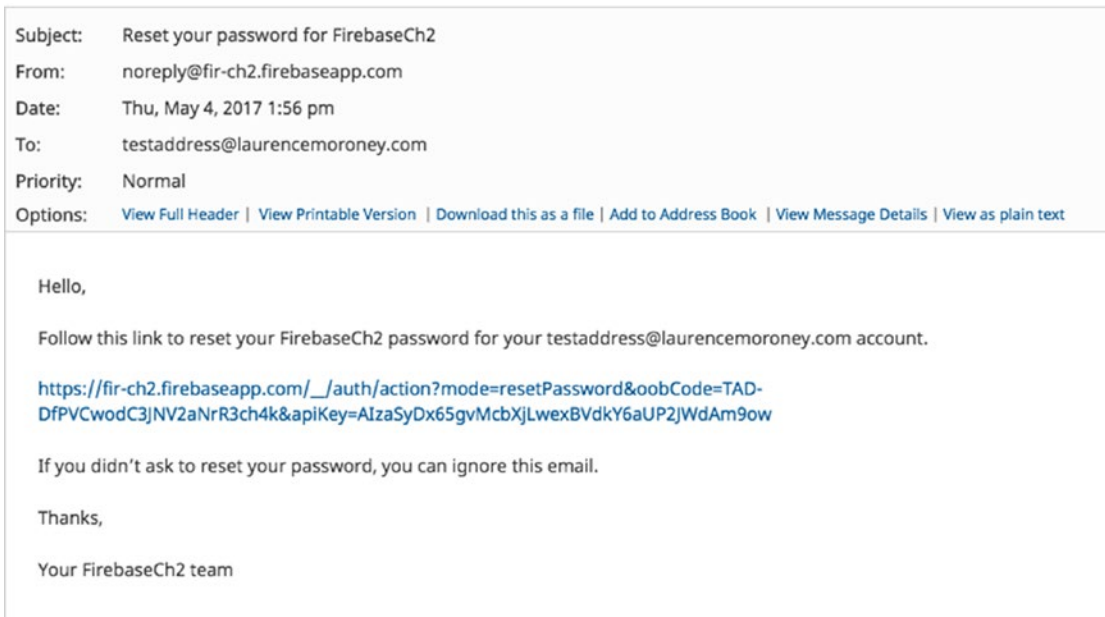 Subject: Reset your password for FirebaseCh2
From: noreply@fir-ch2.firebaseapp.com
Date: Thu, May 4, 2017 1:56 pm
To: testaddress@laurencemoroney.com
Priority: Normal
Options: View Full Header | View Printable Version | Download this as a file | Add to Address Book | View Message Details | View as plain text
Hello,
Follow this link to reset your FirebaseCh2 password for your testaddress@laurencemoroney.com account.
https://fir-ch2.firebaseapp.com/__/auth/action?mode=resetPassword&oobCode=TAD-
DfPVCwodC3JNV2aNrR3ch4k&apiKey=AIzaSyDx65gvMcbXjLwexBVdkY6aUP2JWdAm9ow
If you didn't ask to reset your password, you can ignore this email.
Thanks,
Your FirebaseCh2 team